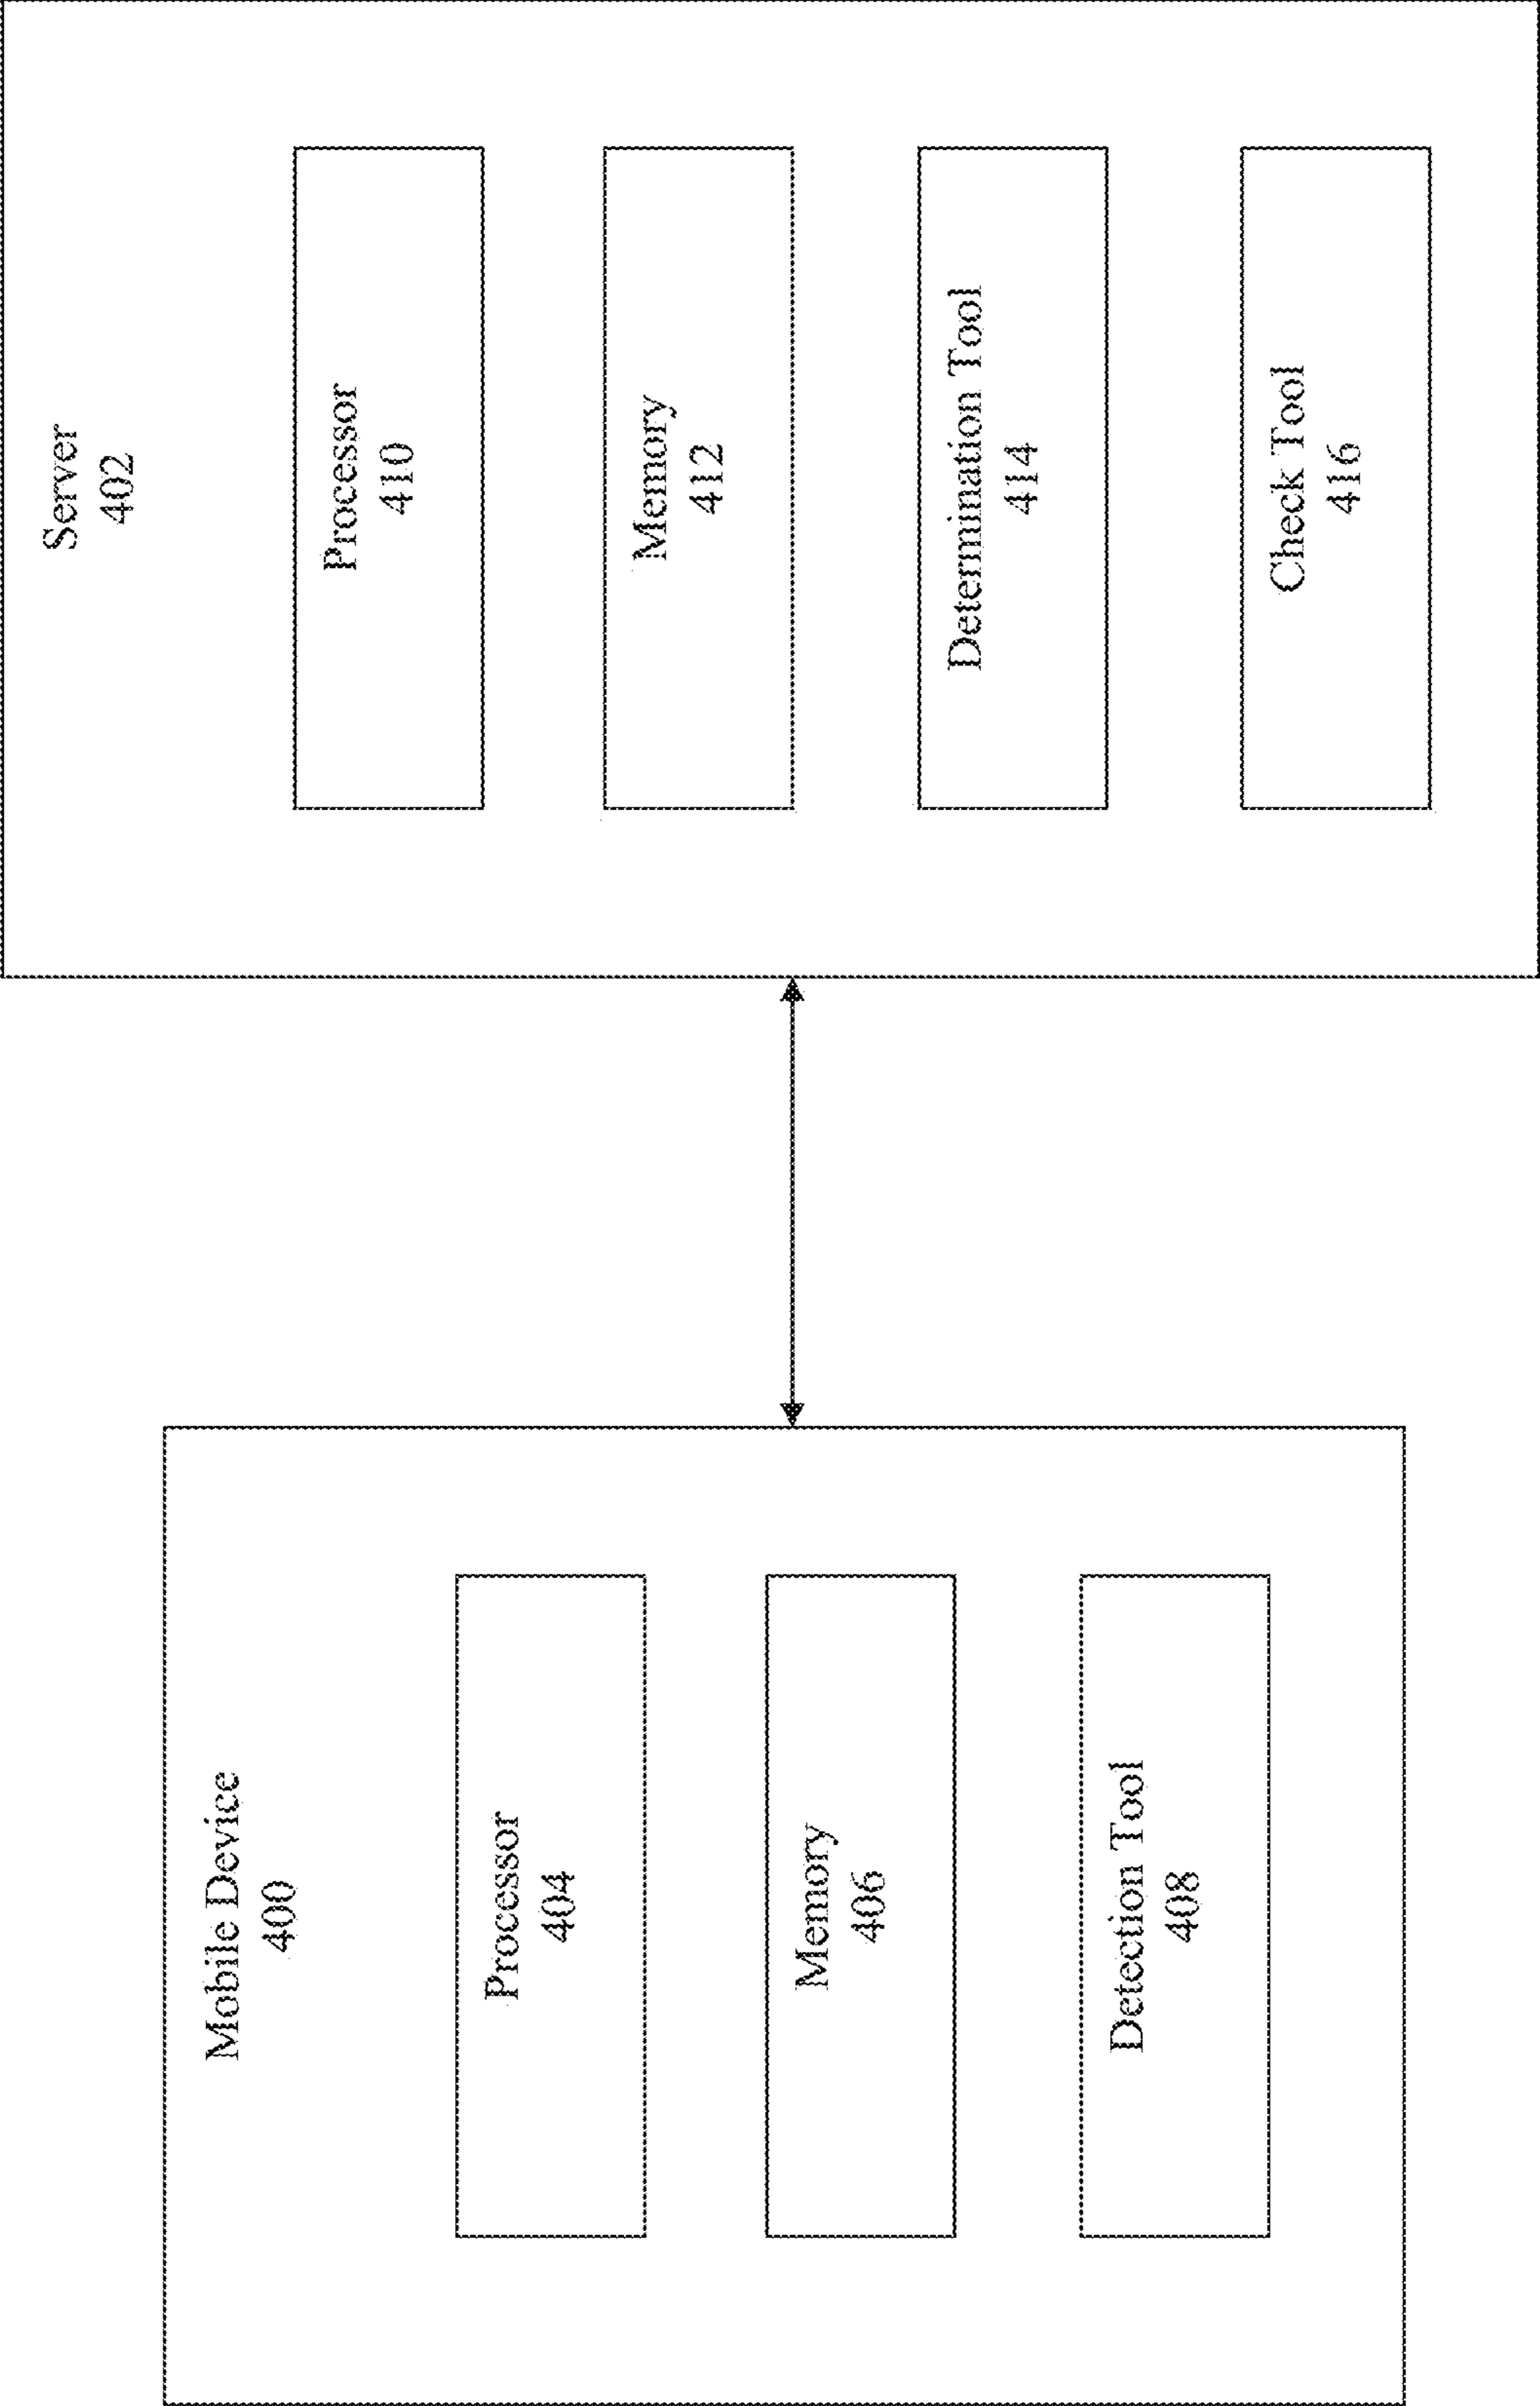 Mobile Device
400
Processor
404
Memory
406
Detection Tool
408
Server
402
Processor
410
Memory
412
Determination Tool
414
Check Tool
416